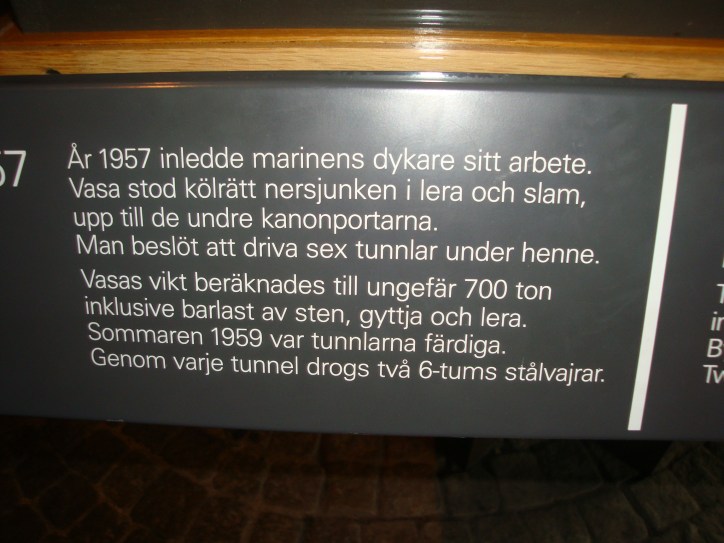 57
År 1957 inledde marinens dykare sitt arbete.
Vasa stod kölrätt nersjunken i lera och slam,
upp till de undre kanonportarna.
Man beslöt att driva sex tunnlar under henne.
Vasas vikt beräknades till ungefär 700 ton
inklusive barlast av sten, gyttja och lera.
Sommaren 1959 var tunnlarna färdiga.
Genom varje tunnel drogs två 6-tums stålvajrar.